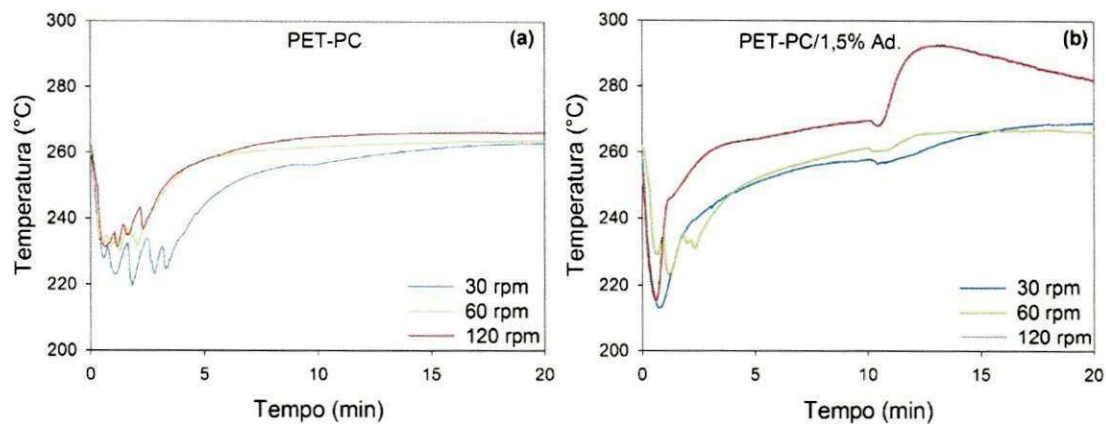 PET-PC
(a)
Temperatura (°C)
300
280
260
240
220
200
0
5
10
15
20
Tempo (min)
30 rpm
60 rpm
120 rpm
PET-PC/1,5% Ad.
(b)
Temperatura (°C)
300
280
260
240
220
200
0
5
10
15
20
Tempo (min)
30 rpm
60 rpm
120 rpm